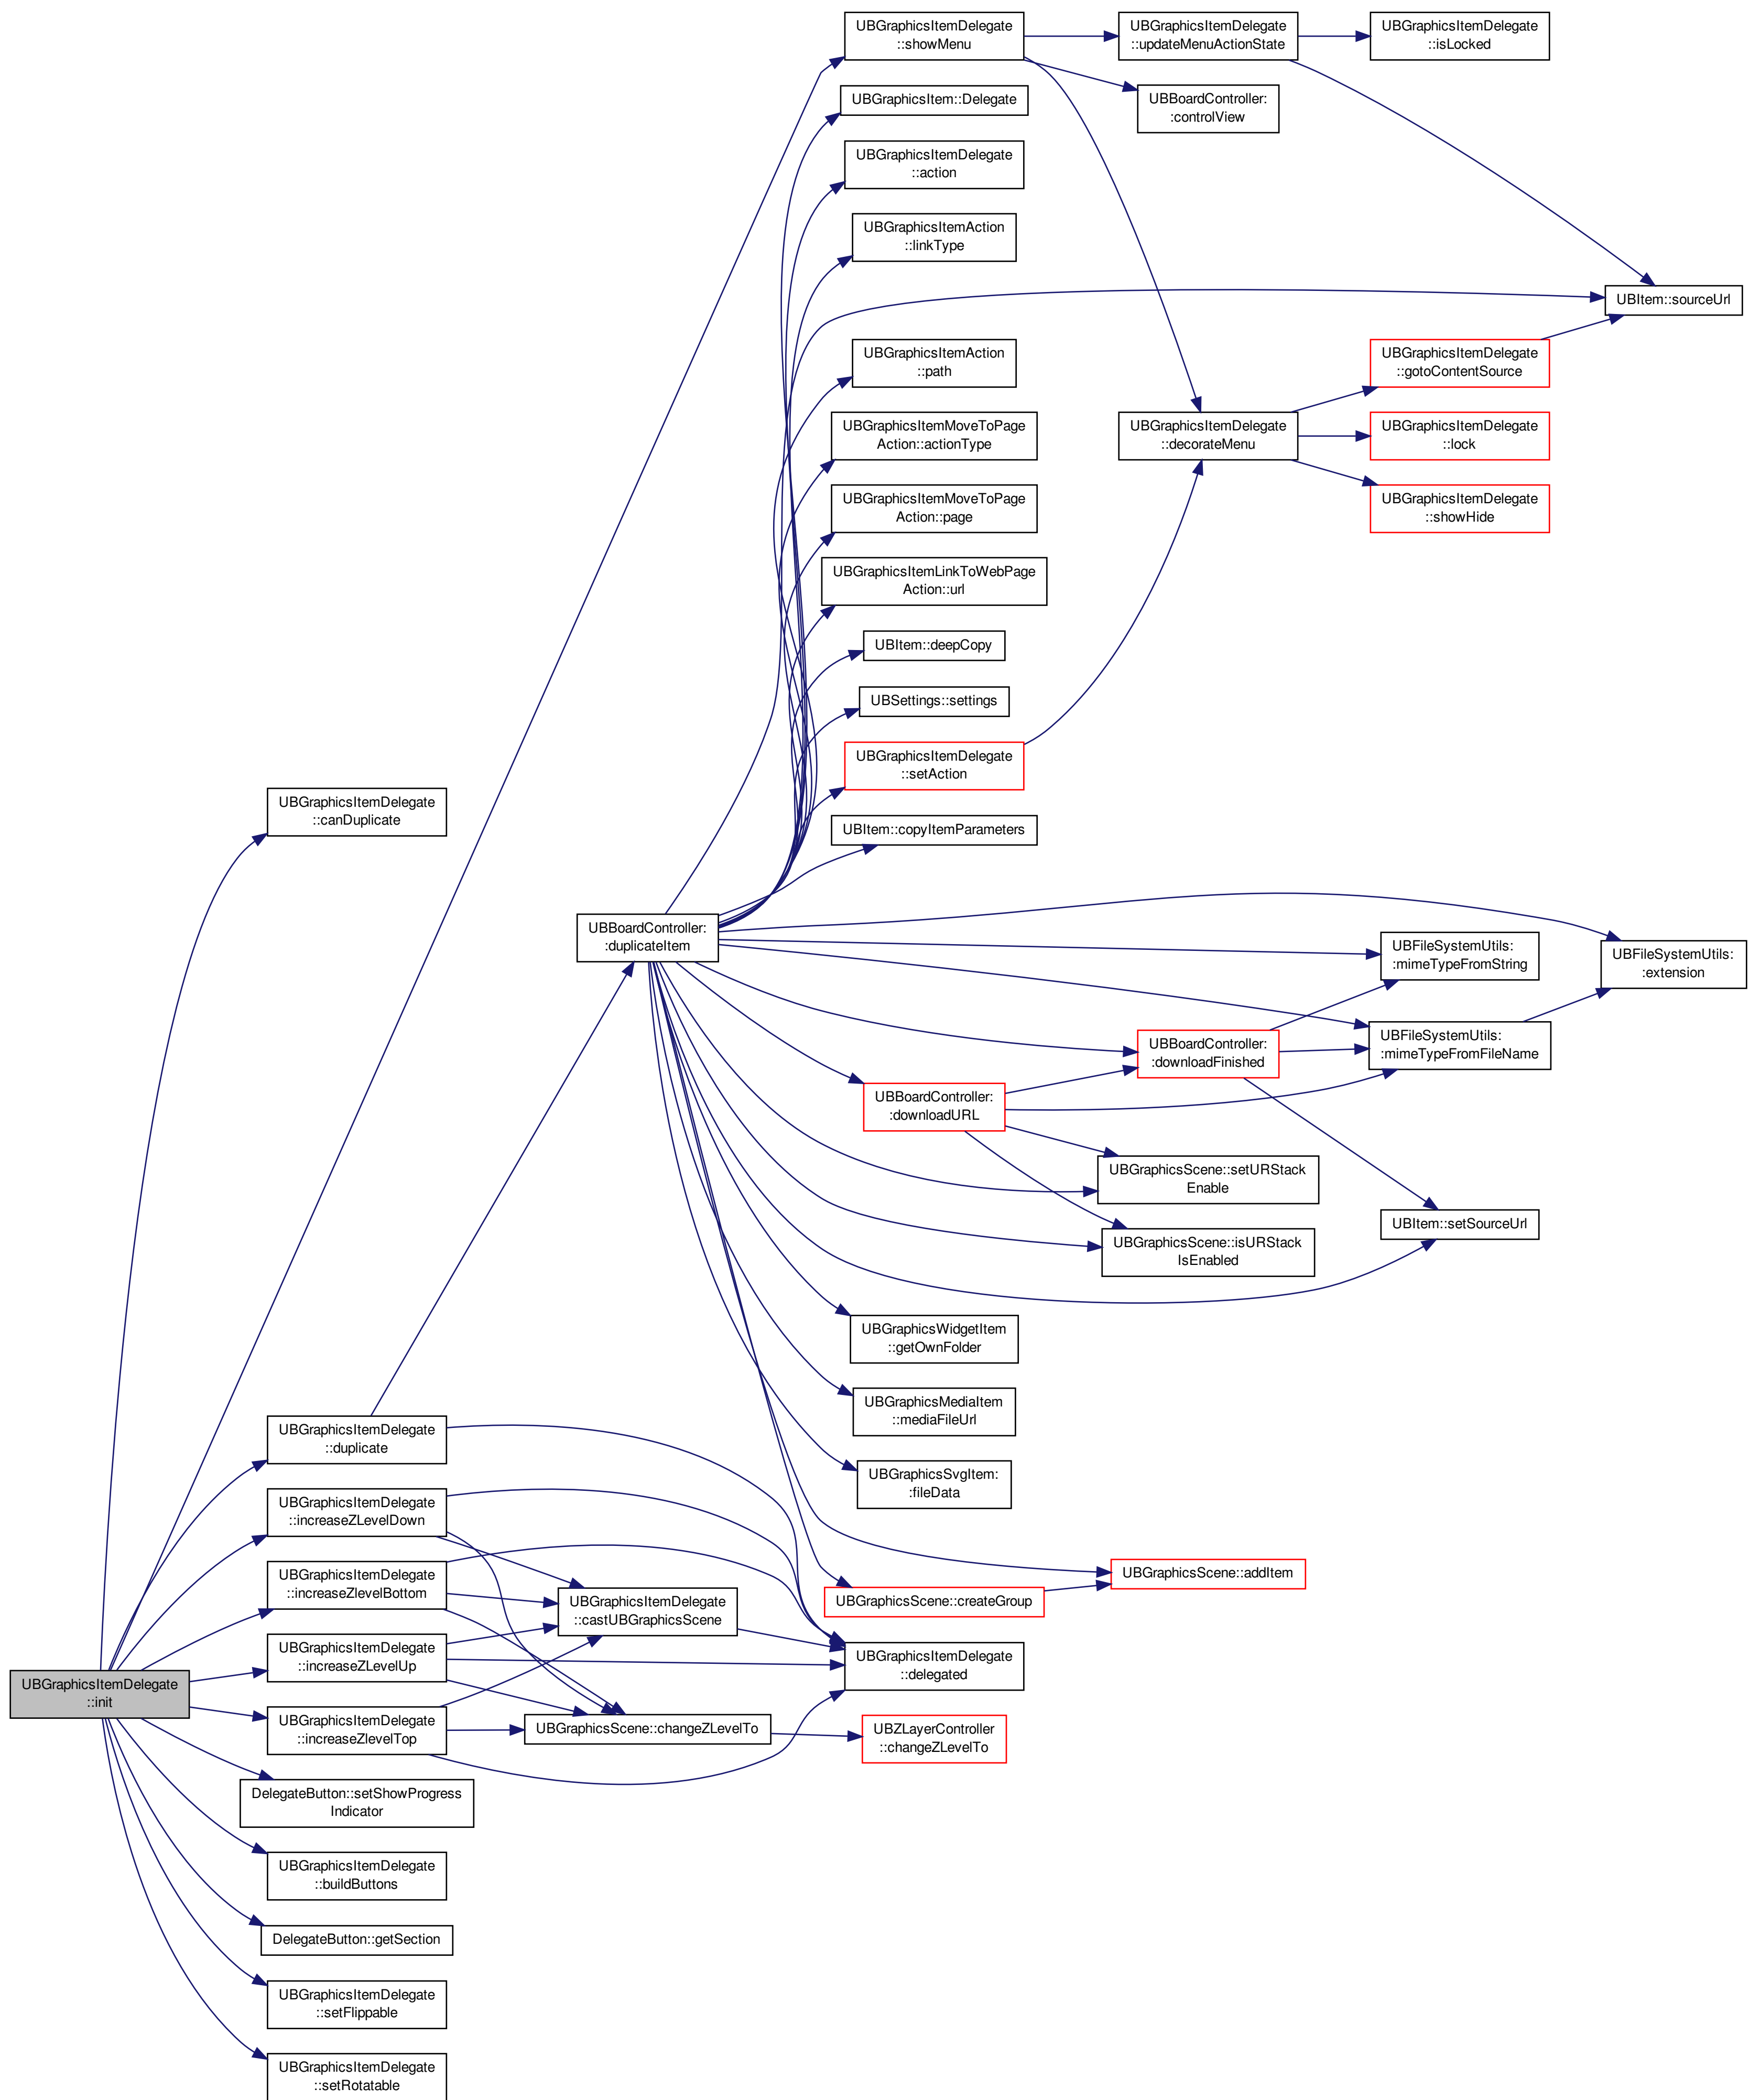 UBGraphicsItemDelegate
::showMenu
UBGraphicsItemDelegate
::updateMenuActionState
UBGraphicsItemDelegate
::isLocked
UBGraphicsItem::Delegate
UBBoardController:
:controlView
UBGraphicsItemDelegate
::action
UBGraphicsItemAction
::linkType
UBItem::sourceUrl
UBGraphicsItemAction
::path
UBGraphicsItemDelegate
::gotoContentSource
UBGraphicsItemMoveToPage
Action::actionType
UBGraphicsItemDelegate
::decorateMenu
UBGraphicsItemDelegate
::lock
UBGraphicsItemMoveToPage
Action::page
UBGraphicsItemDelegate
::showHide
UBGraphicsItemLinkToWebPage
Action::url
UBItem::deepCopy
UBSettings::settings
UBGraphicsItemDelegate
::setAction
UBGraphicsItemDelegate
::canDuplicate
UBItem::copyItemParameters
UBBoardController:
:duplicateItem
UBFileSystemUtils:
:mimeTypeFromString
UBFileSystemUtils:
:extension
UBBoardController:
:downloadFinished
UBFileSystemUtils:
:mimeTypeFromFileName
UBBoardController:
:downloadURL
UBGraphicsScene::setURStack
Enable
UBItem::setSourceUrl
UBGraphicsScene::isURStack
IsEnabled
UBGraphicsWidgetItem
::getOwnFolder
UBGraphicsMediaItem
::mediaFileUrl
UBGraphicsItemDelegate
::duplicate
UBGraphicsSvgItem:
:fileData
UBGraphicsItemDelegate
::increaseZLevelDown
UBGraphicsItemDelegate
::increaseZlevelBottom
UBGraphicsScene::addItem
UBGraphicsItemDelegate
::castUBGraphicsScene
UBGraphicsScene::createGroup
UBGraphicsItemDelegate
::increaseZLevelUp
UBGraphicsItemDelegate
::delegated
UBGraphicsItemDelegate
::init
UBGraphicsItemDelegate
::increaseZlevelTop
UBGraphicsScene::changeZLevelTo
UBZLayerController
::changeZLevelTo
DelegateButton::setShowProgress
Indicator
UBGraphicsItemDelegate
::buildButtons
DelegateButton::getSection
UBGraphicsItemDelegate
::setFlippable
UBGraphicsItemDelegate
::setRotatable